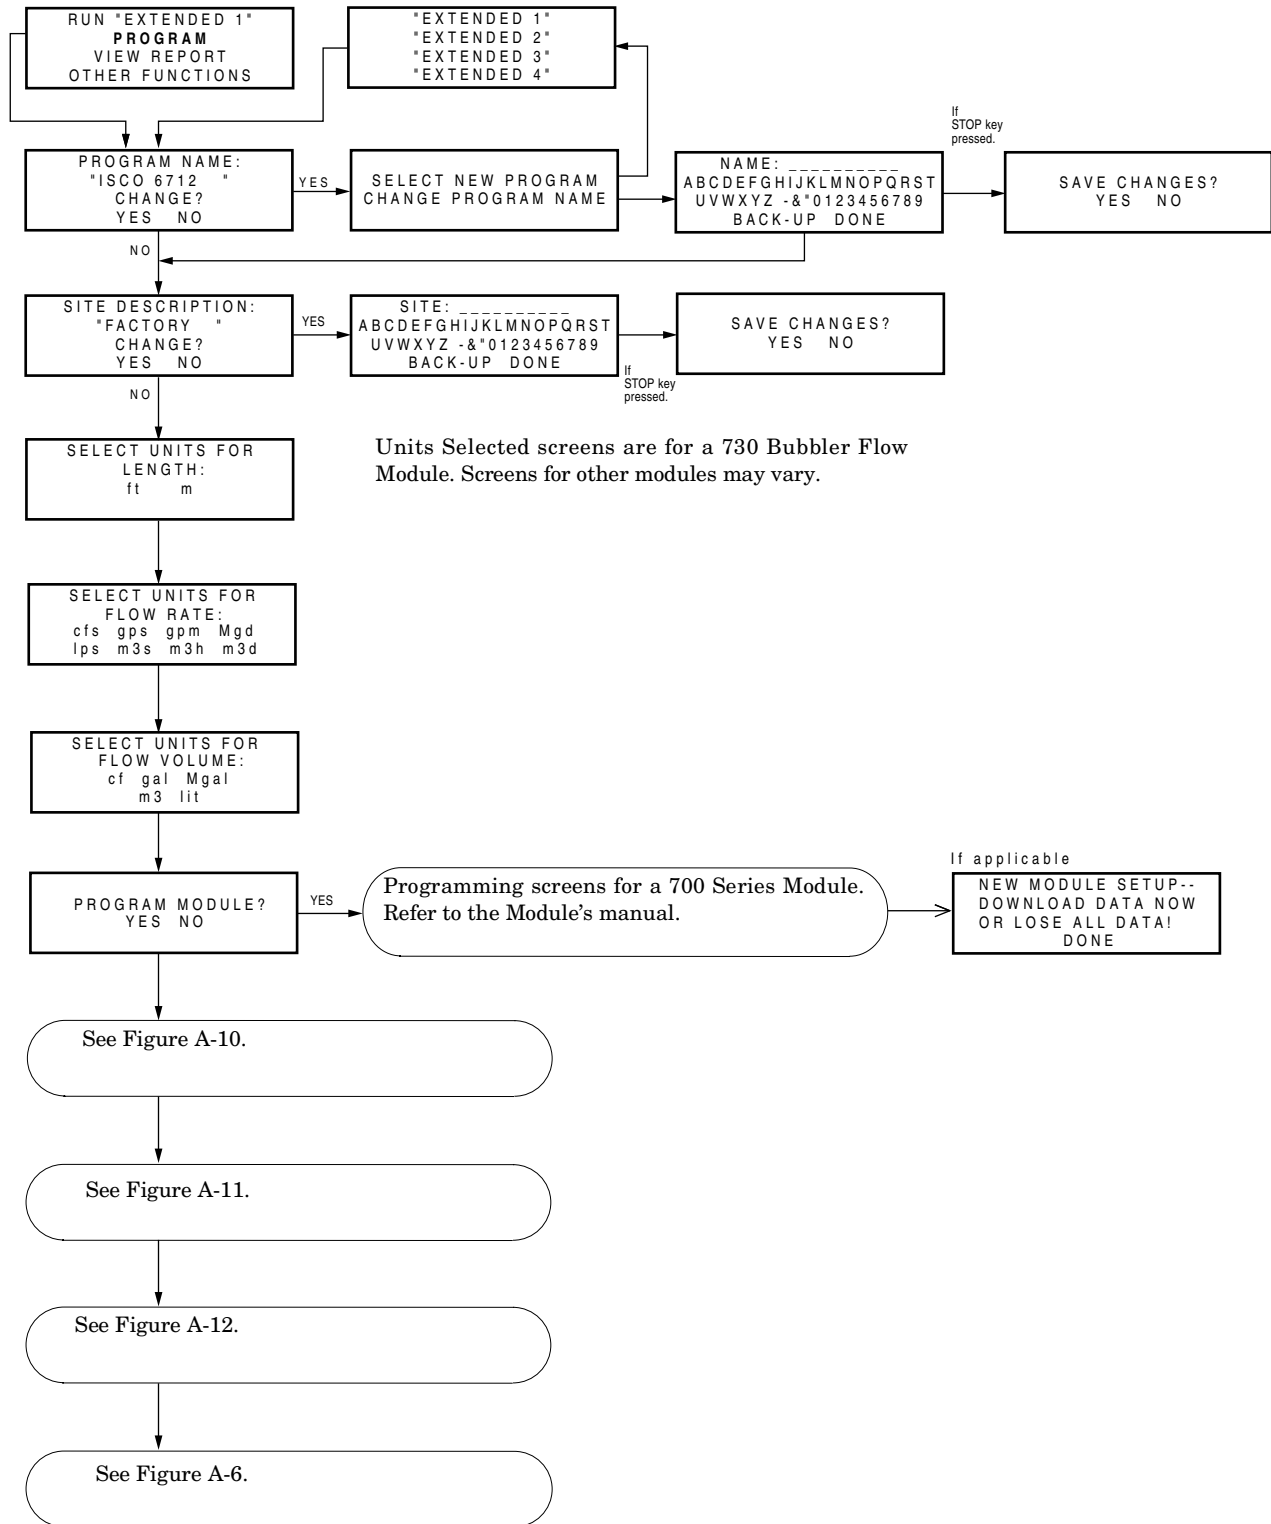 RUN "EXTENDED 1"
PROGRAM
VIEW REPORT
OTHER FUNCTIONS
"EXTENDED 1"
"EXTENDED 2"
"EXTENDED 3"
"EXTENDED 4"
PROGRAM NAME:
"ISCO 6712 "
CHANGE?
YES NO
YES
SELECT NEW PROGRAM
CHANGE PROGRAM NAME
NAME: __________
ABCDEFGHIJKLMNOPQRST
UVWXYZ -&"0123456789
BACK-UP DONE
If
STOP key
pressed.
SAVE CHANGES?
YES NO
NO
SITE DESCRIPTION:
"FACTORY "
CHANGE?
YES NO
YES
SITE: __________
ABCDEFGHIJKLMNOPQRST
UVWXYZ -&"0123456789
BACK-UP DONE
If
STOP key
pressed.
SAVE CHANGES?
YES NO
NO
SELECT UNITS FOR
LENGTH:
ft m
Units Selected screens are for a 730 Bubbler Flow
Module. Screens for other modules may vary.
SELECT UNITS FOR
FLOW RATE:
cfs gps gpm Mgd
lps m3s m3h m3d
SELECT UNITS FOR
FLOW VOLUME:
cf gal Mgal
m3 lit
PROGRAM MODULE?
YES NO
YES
Programming screens for a 700 Series Module.
Refer to the Module's manual.
If applicable
NEW MODULE SETUP--
DOWNLOAD DATA NOW
OR LOSE ALL DATA!
DONE
See Figure A-10.
See Figure A-11.
See Figure A-12.
See Figure A-6.